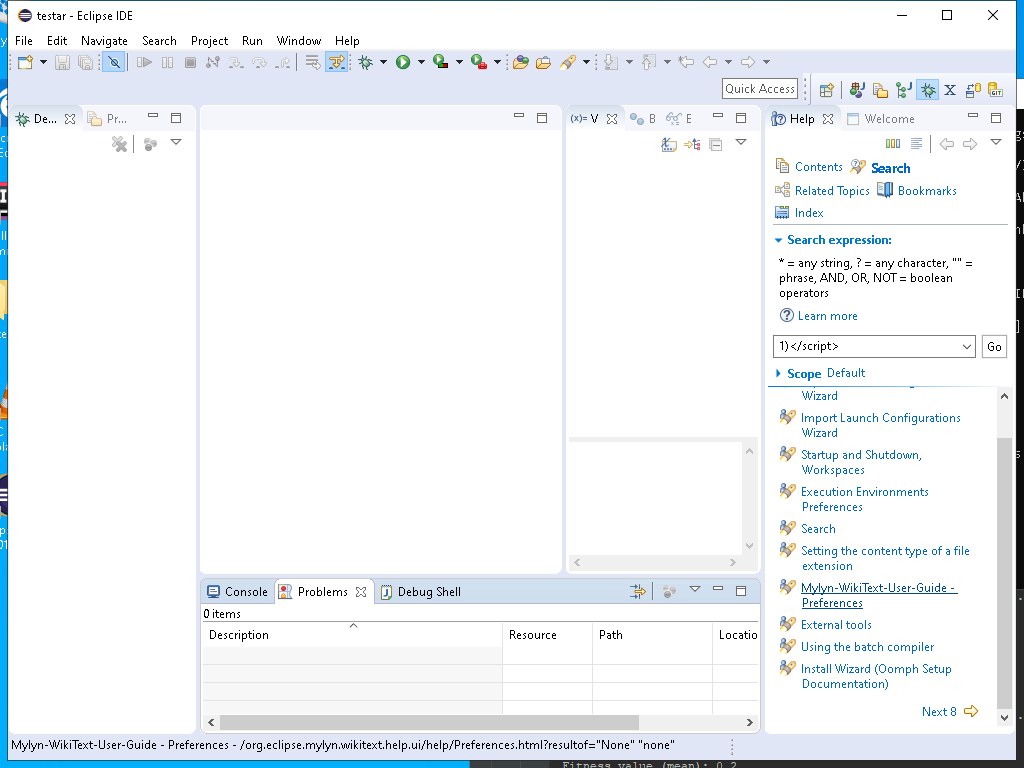 testar - Eclipse IDE
File Edit Navigate Search Project Run Window Help
Quick Access
De...
Pr...
(x)= V
B
E
Help
Welcome
Contents
Search
Related Topics
Bookmarks
Index
Search expression:
* = any string, ? = any character, "" =
phrase, AND, OR, NOT = boolean
operators
Learn more
1)</script>
Go
Scope Default
Wizard
Import Launch Configurations
Wizard
Startup and Shutdown,
Workspaces
Execution Environments
Preferences
Search
Setting the content type of a file
extension
Mylyn-WikiText-User-Guide -
Preferences
External tools
Using the batch compiler
Install Wizard (Oomph Setup
Documentation)
Next 8
Console
Problems
Debug Shell
0 items
Description
Resource
Path
Locatio
Mylyn-WikiText-User-Guide - Preferences - /org.eclipse.mylyn.wikitext.help.ui/help/Preferences.html?resultof="None" "none"
Fitness value (mean): 0.2